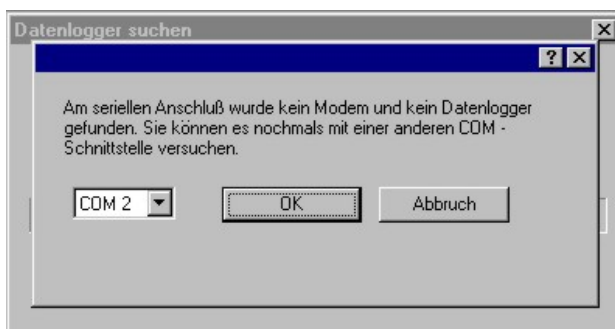 Datenlogger suchen
Am seriellen Anschluß wurde kein Modem und kein Datenlogger
gefunden. Sie können es nochmals mit einer anderen COM -
Schnittstelle versuchen.
COM 2 OK Abbruch